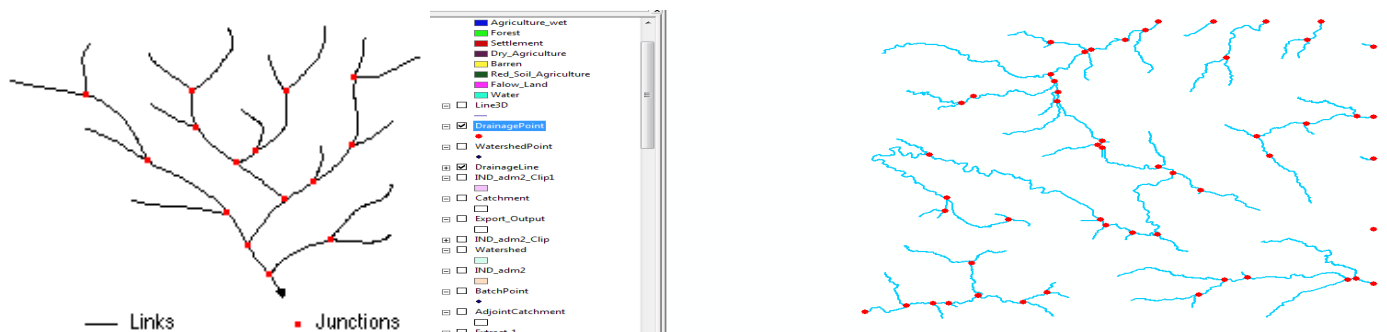 Links
Junctions
Agriculture_wet
Forest
Settlement
Dry_Agriculture
Barren
Red_Soil_Agriculture
Falow_Land
Water
Line3D
DrainagePoint
WatershedPoint
DrainageLine
IND_adm2_Clip1
Catchment
Export_Output
IND_adm2_Clip
Watershed
IND_adm2
BatchPoint
AdjointCatchment